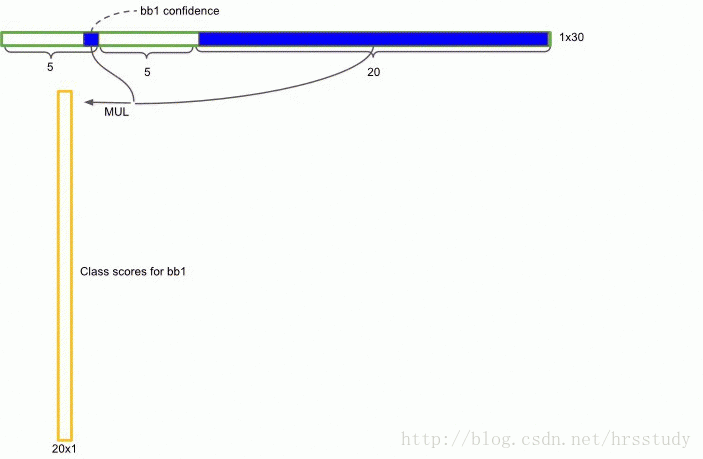 bb1 confidence
1x30
5
5
20
MUL
Class scores for bb1
20x1
http://blog.csdn.net/hrsstudy